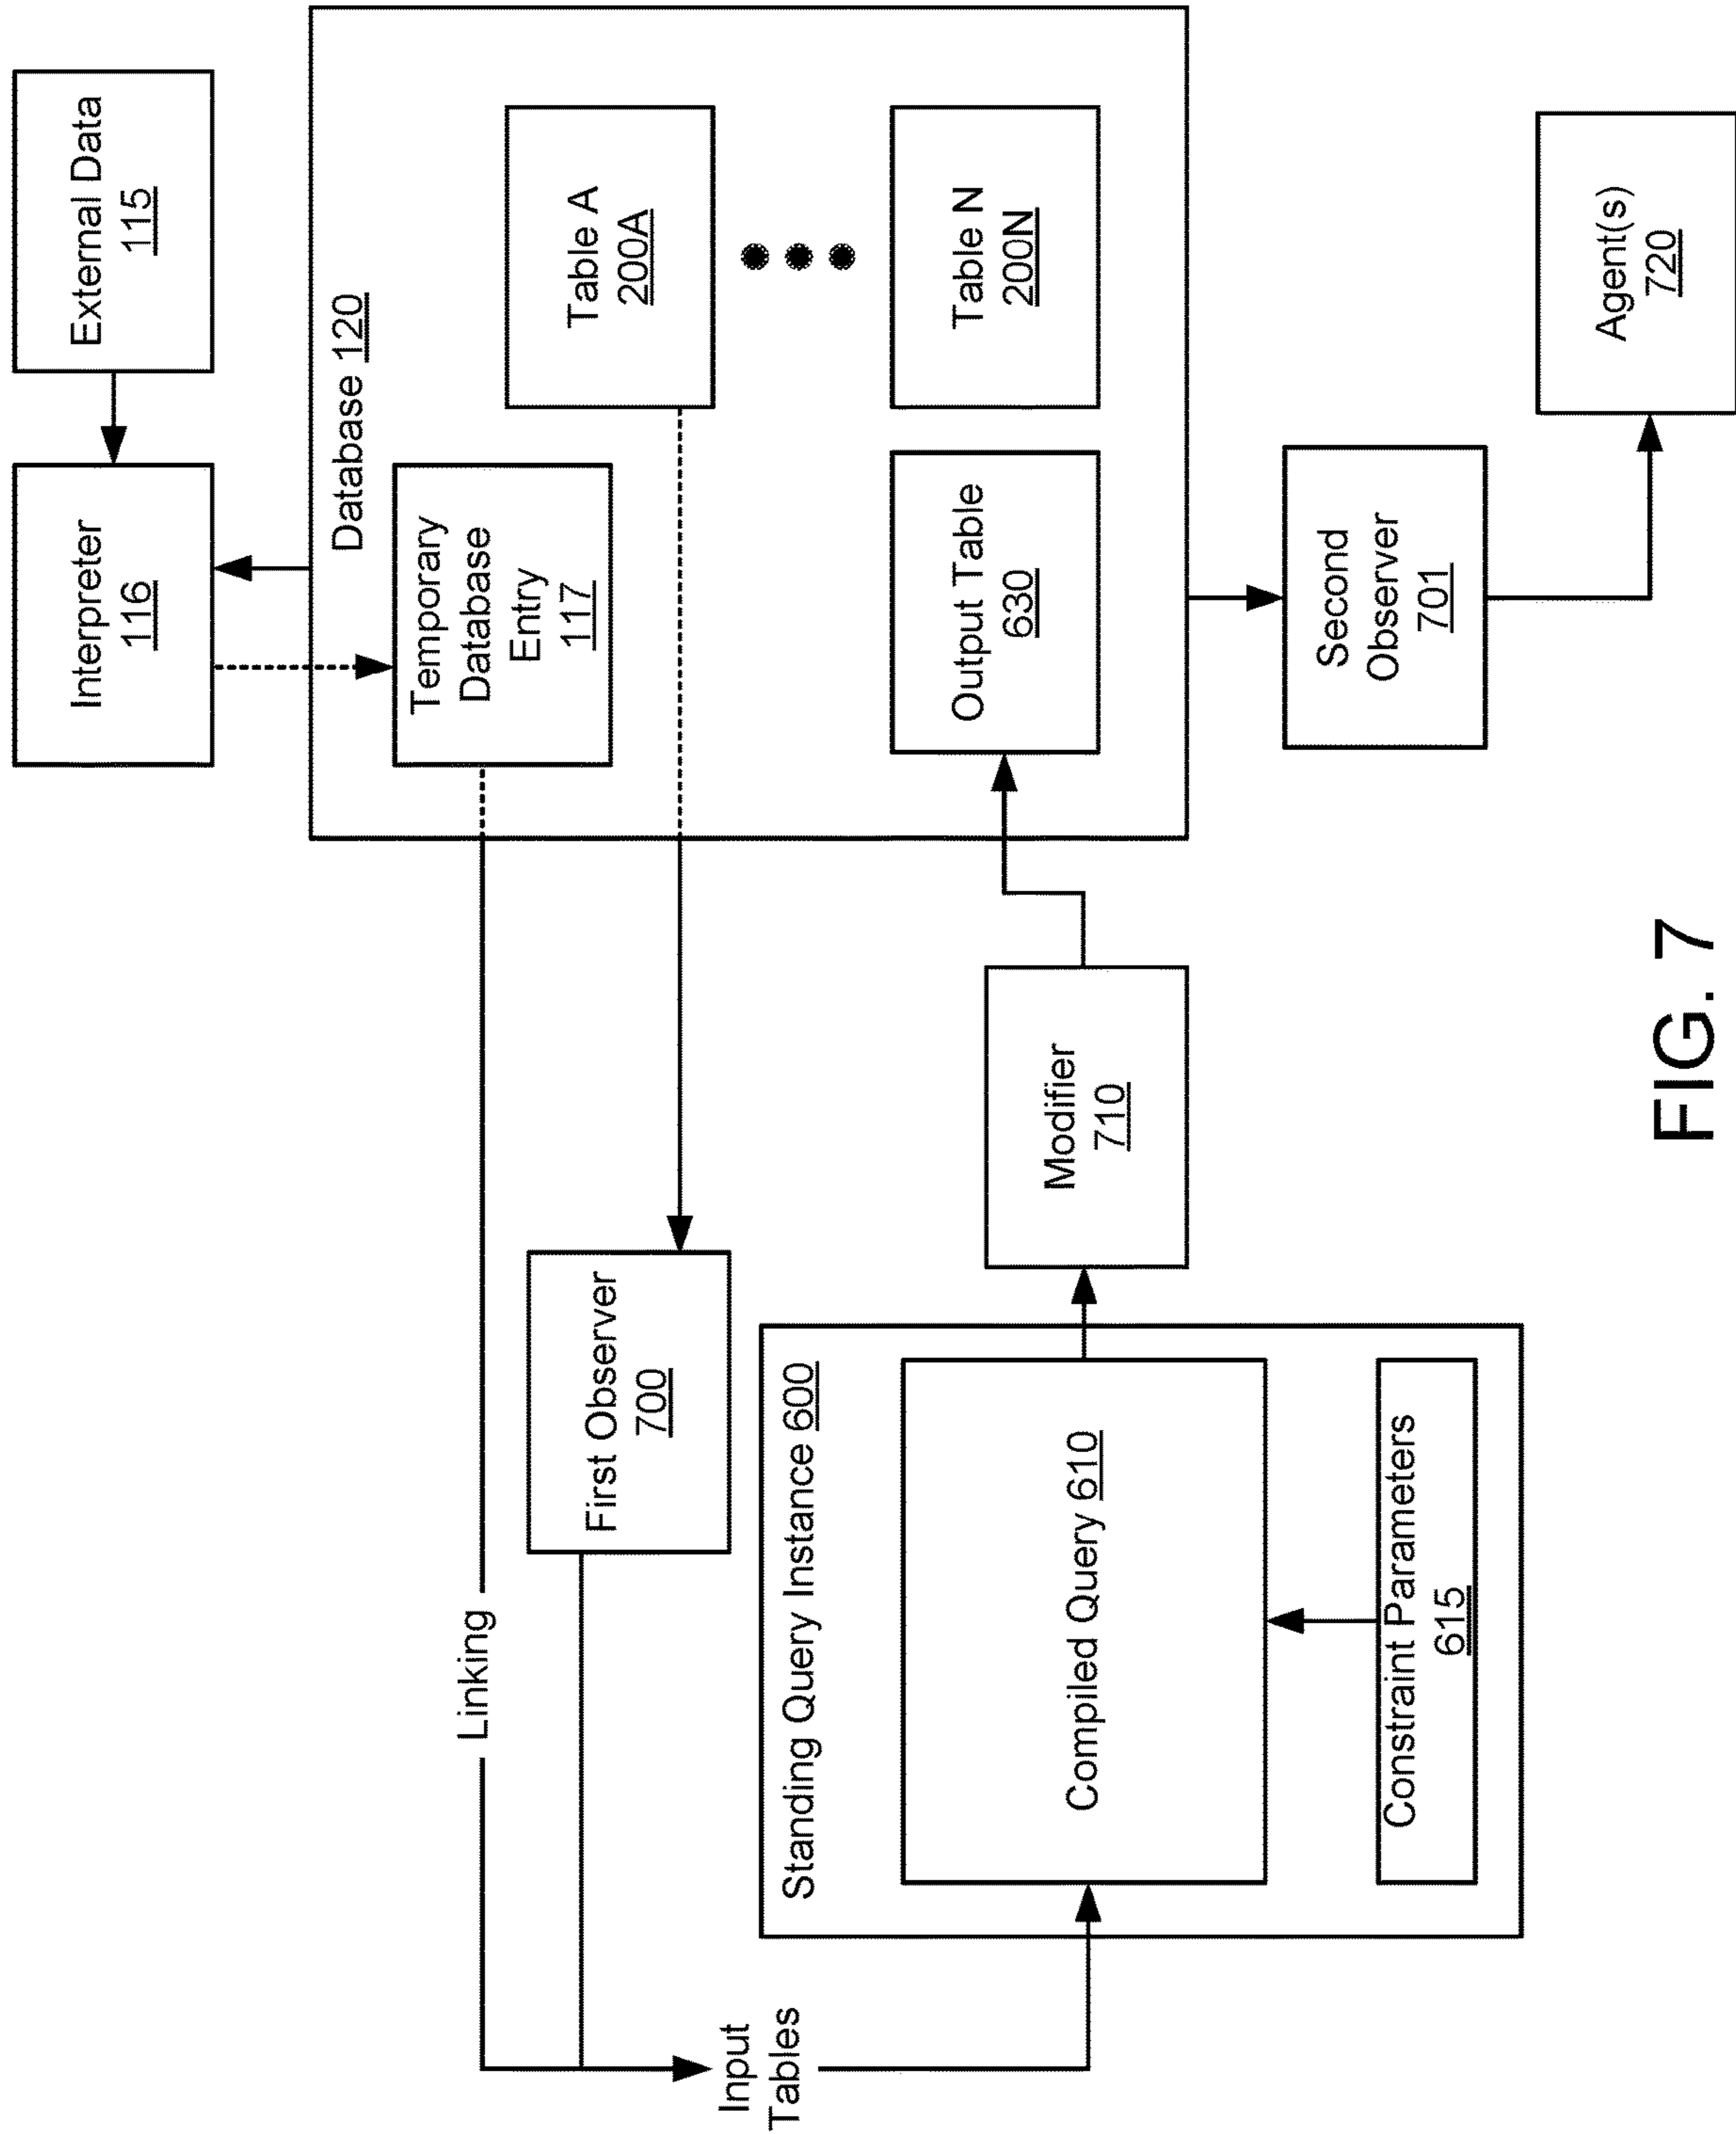 External Data
115
Interpreter
116
Database 120
Temporary
Database
Entry
117
Table A
200A
Table N
200N
Output Table
630
Linking
First Observer
700
Input
Tables
Standing Query Instance 600
Compiled Query 610
Constraint Parameters
615
Modifier
710
Second
Observer
701
Agent(s)
720
FIG. 7